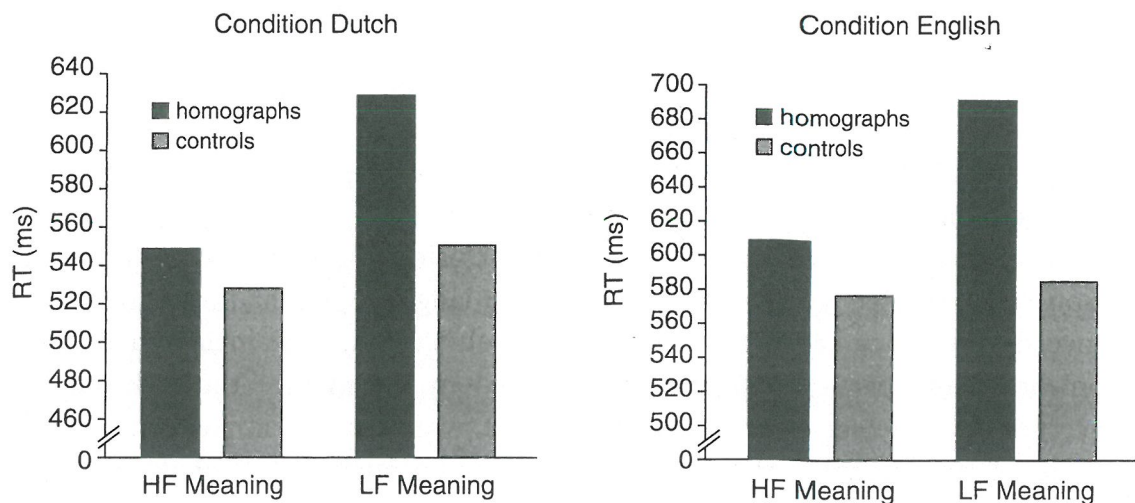 Condition Dutch
640
620
600
580
560
540
520
500
480
460
0
RT (ms)
homographs
controls
HF Meaning
LF Meaning
Condition English
700
680
660
640
620
600
580
560
540
520
500
0
RT (ms)
homographs
controls
HF Meaning
LF Meaning